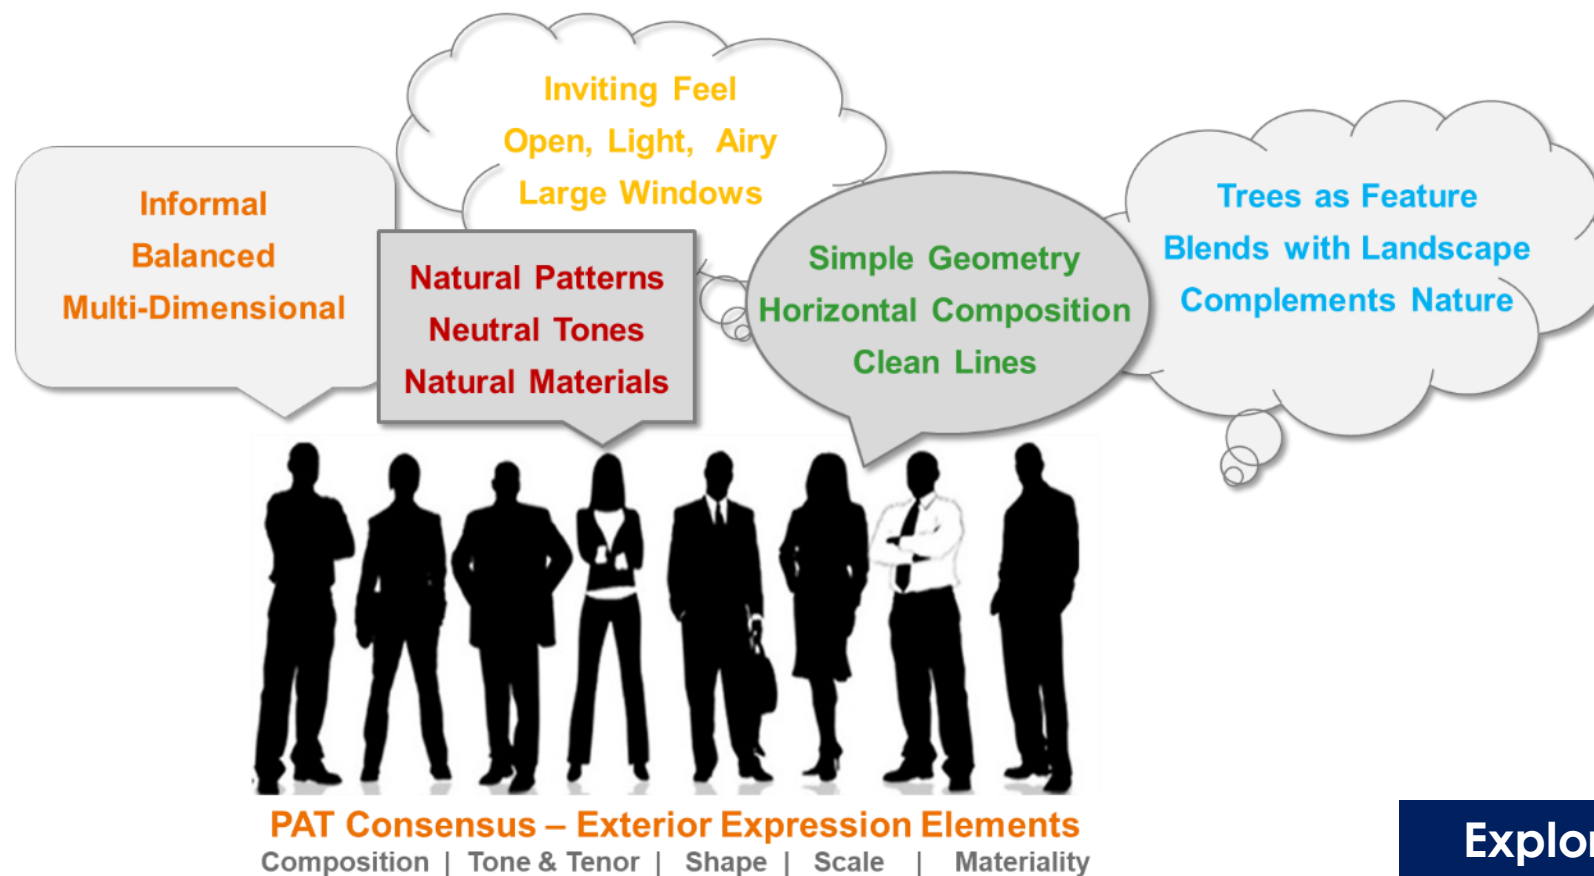 Inviting Feel
Open, Light, Airy
Large Windows
Informal
Balanced
Multi-Dimensional
Natural Patterns
Neutral Tones
Natural Materials
Simple Geometry
Horizontal Composition
Clean Lines
Trees as Feature
Blends with Landscape
Complements Nature
PAT Consensus – Exterior Expression Elements
Composition | Tone & Tenor | Shape | Scale | Materiality